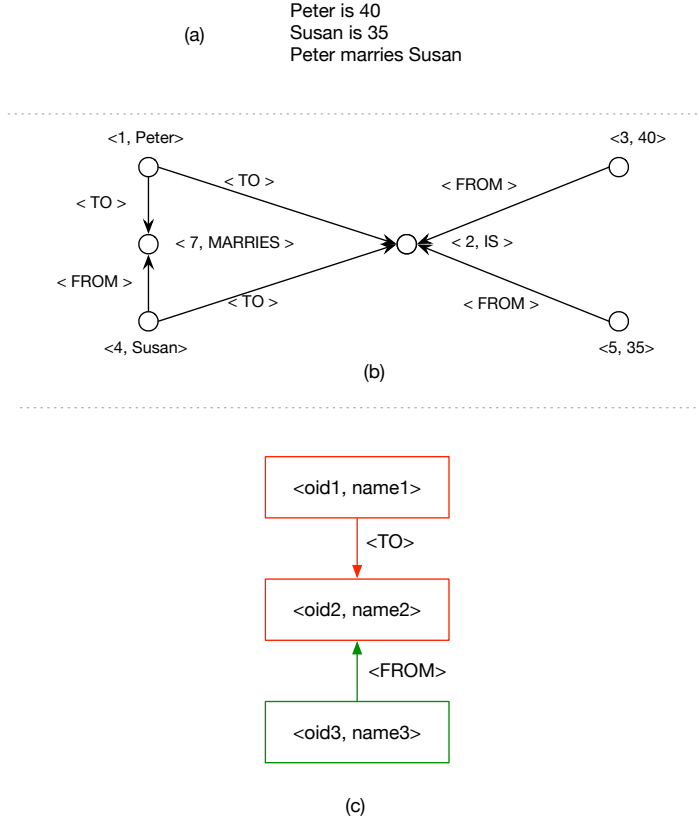 Peter is 40
(a)
Susan is 35
Peter marries Susan
<1, Peter>
<3, 40>
< TO >
< FROM >
< TO >
< 7, MARRIES >
< 2, IS >
< FROM >
< TO >
< FROM >
<4, Susan>
<5, 35>
(b)
<oid1, name1>
<TO>
<oid2, name2>
<FROM>
<oid3, name3>
(c)